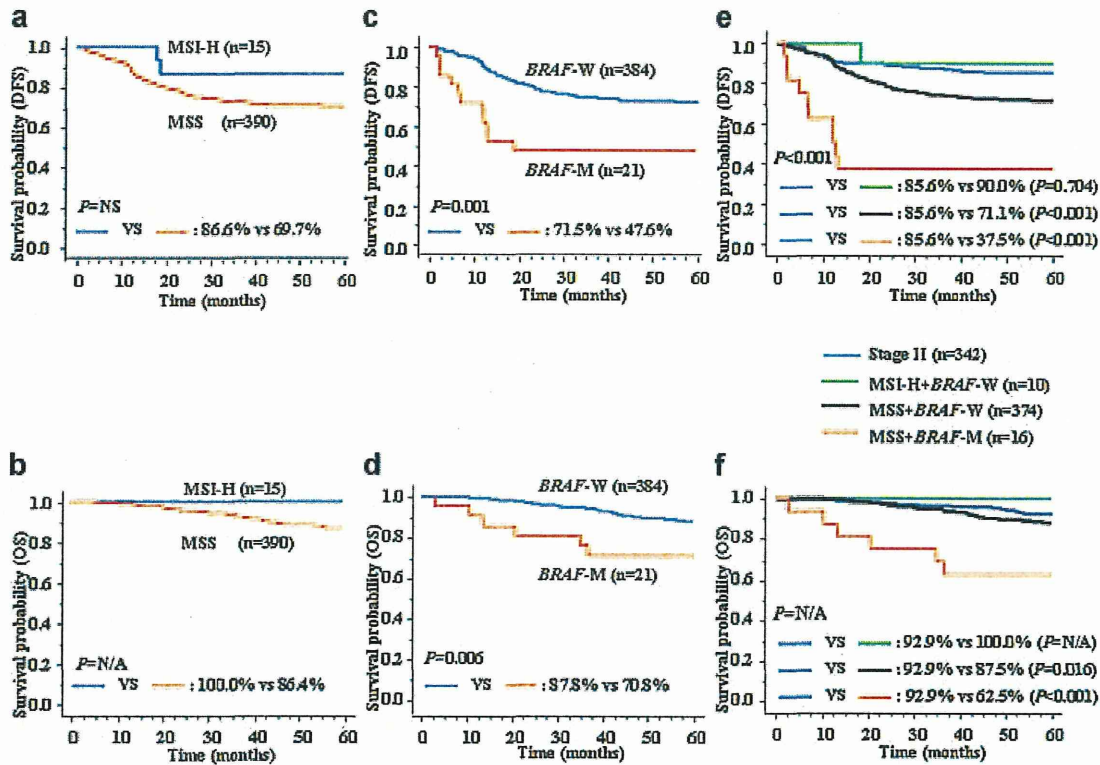 a
Survival probability (DFS)
1.0
0.8
0.6
0.4
0.2
0.0
MSI-H (n=15)
MSS (n=390)
P=NS
VS : 86.6% vs 69.7%
0 10 20 30 40 50 60
Time (months)
c
Survival probability (DFS)
1.0
0.8
0.6
0.4
0.2
0.0
BRAF-W (n=384)
BRAF-M (n=21)
P=0.001
VS : 71.5% vs 47.6%
0 10 20 30 40 50 60
Time (months)
e
Survival probability (DFS)
1.0
0.8
0.6
0.4
0.2
0.0
P<0.001
VS : 85.6% vs 90.0% (P=0.704)
VS : 85.6% vs 71.1% (P<0.001)
VS : 85.6% vs 37.5% (P<0.001)
0 10 20 30 40 50 60
Time (months)
Stage II (n=342)
MSI-H+BRAF-W (n=10)
MSS+BRAF-W (n=374)
MSS+BRAF-M (n=16)
b
Survival probability (OS)
1.0
0.8
0.6
0.4
0.2
0.0
MSI-H (n=15)
MSS (n=390)
P=N/A
VS : 100.0% vs 86.4%
0 10 20 30 40 50 60
Time (months)
d
Survival probability (OS)
1.0
0.8
0.6
0.4
0.2
0.0
BRAF-W (n=384)
BRAF-M (n=21)
P=0.006
VS : 87.8% vs 70.8%
0 10 20 30 40 50 60
Time (months)
f
Survival probability (OS)
1.0
0.8
0.6
0.4
0.2
0.0
P=N/A
VS : 92.9% vs 100.0% (P=N/A)
VS : 92.9% vs 87.5% (P=0.016)
VS : 92.9% vs 62.5% (P<0.001)
0 10 20 30 40 50 60
Time (months)